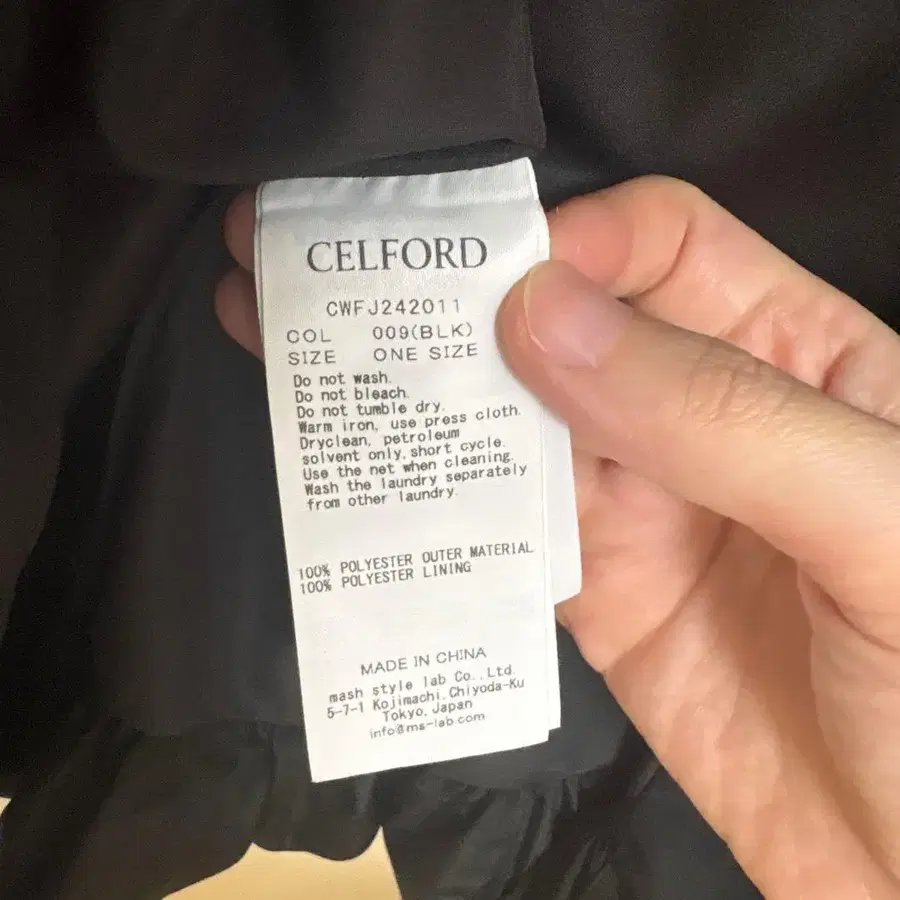 CELFORD
CWFJ242011
COL 009(BLK)
SIZE ONE SIZE
Do not wash.
Do not bleach.
Do not tumble dry.
Warm iron, use press cloth.
Dryclean, petroleum
solvent only, short cycle.
Use the net when cleaning.
Wash the laundry separately
from other laundry.
100% POLYESTER OUTER MATERIAL
100% POLYESTER LINING
MADE IN CHINA
mash style lab Co., Ltd.
5-7-1 Kojimachi, Chiyoda-Ku
Tokyo, Japan
info@ms-lab.com